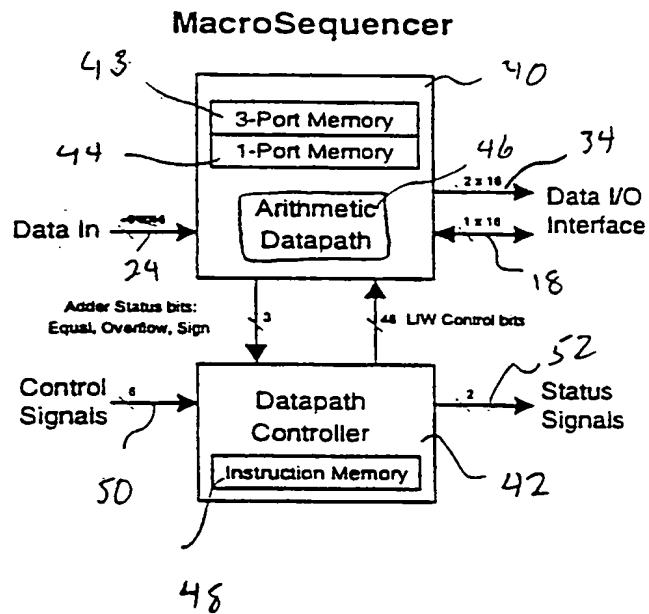 MacroSequencer
43
40
3-Port Memory
1-Port Memory
44
46
34
2 x 16
Arithmetic
Datapath
Data I/O
Interface
Data In
1 x 16
24
18
Adder Status bits:
Equal, Overflow, Sign
3
48 LIW Control bits
52
Control
Signals
6
Datapath
Controller
2
Status
Signals
Instruction Memory
50
42
48